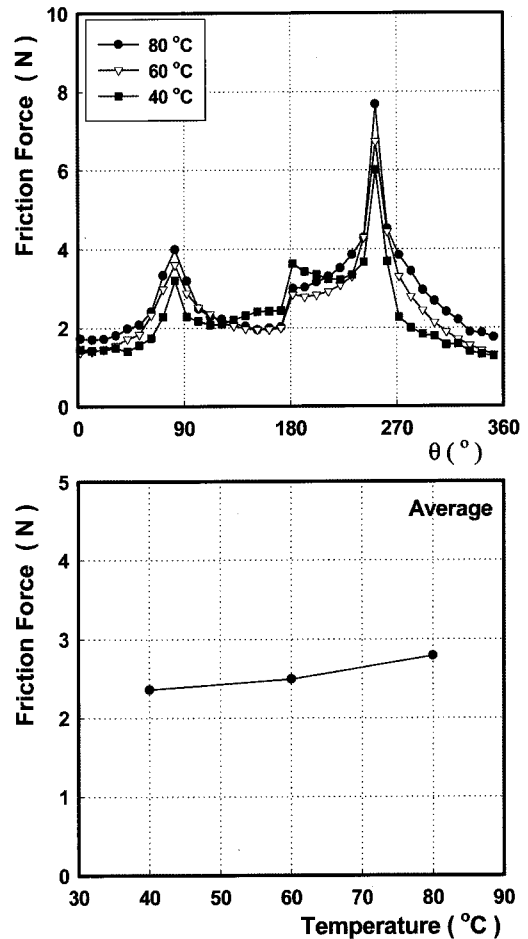 10
8
6
4
2
0
Friction Force ( N )
80 °C
60 °C
40 °C
0 90 180 270 360
θ ( ° )
5
4
3
2
1
0
Friction Force ( N )
Average
30 40 50 60 70 80 90
Temperature ( °C )